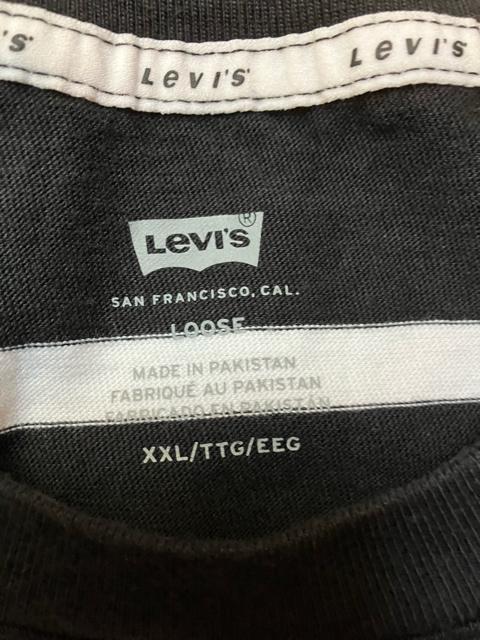 's'
Levi's'
Levi's
Levi's®
SAN FRANCISCO, CAL.
LOOSE
MADE IN PAKISTAN
FABRIQUÉ AU PAKISTAN
FABRICADO EN PAKISTÁN
XXL/TTG/EEG